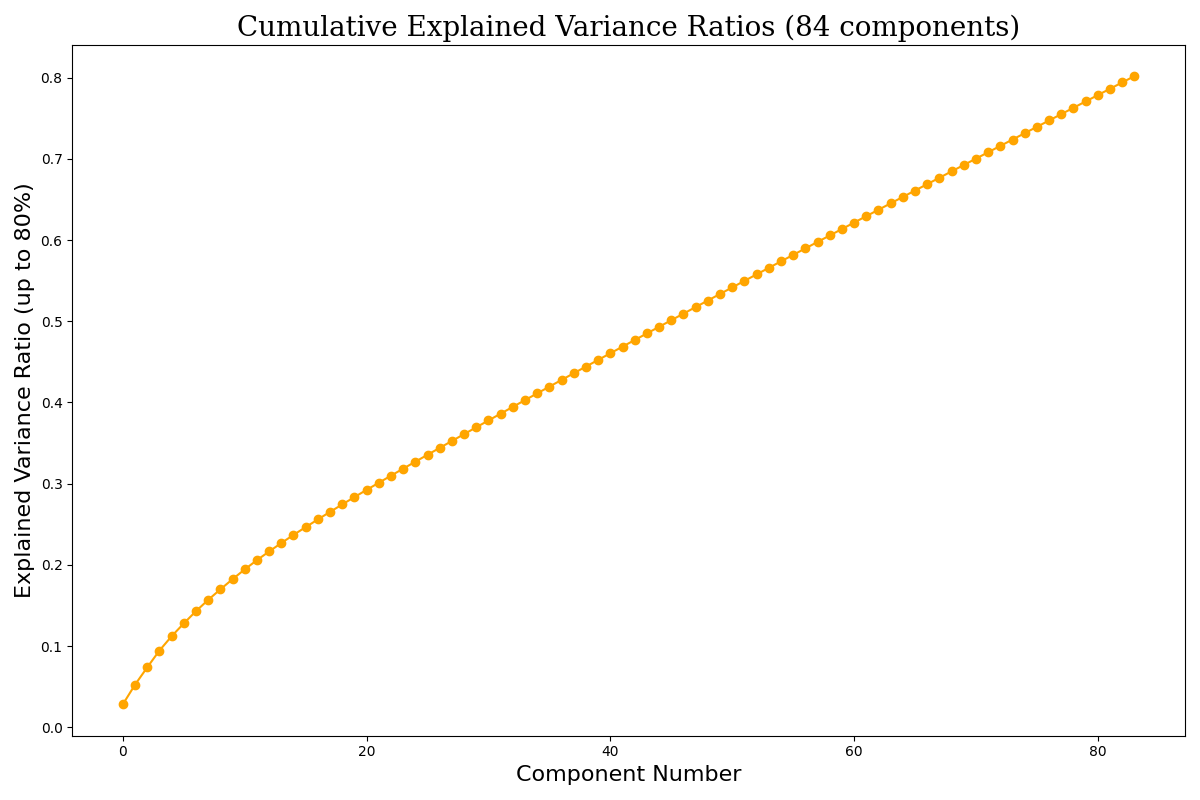 Cumulative Explained Variance Ratios (84 components)
Explained Variance Ratio (up to 80%)
0.8
0.7
0.6
0.5
0.4
0.3
0.2
0.1
0.0
0 20 40 60 80
Component Number